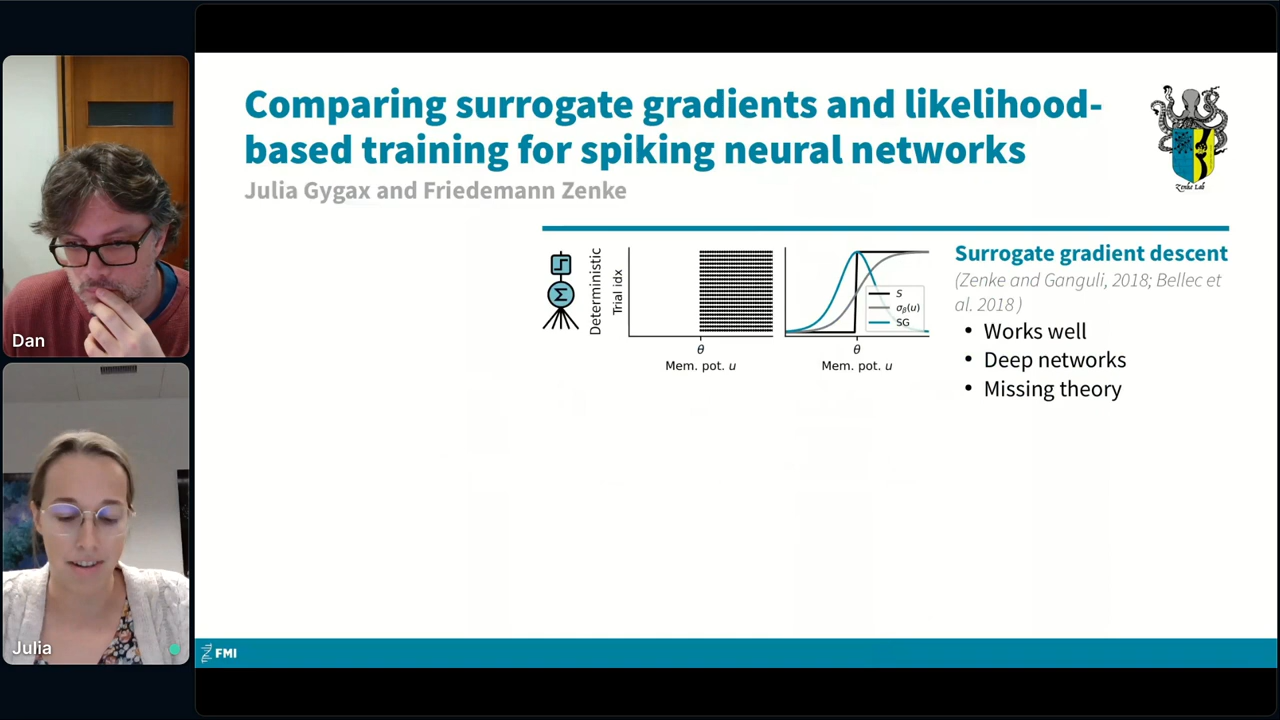 Comparing surrogate gradients and likelihood-
based training for spiking neural networks
Julia Gygax and Friedemann Zenke
Zenke Lab
Deterministic
Trial idx
θ
Mem. pot. u
S
σβ(u)
SG
θ
Mem. pot. u
Surrogate gradient descent
(Zenke and Ganguli, 2018; Bellec et
al. 2018 )
• Works well
• Deep networks
• Missing theory
Dan
Julia
FMI